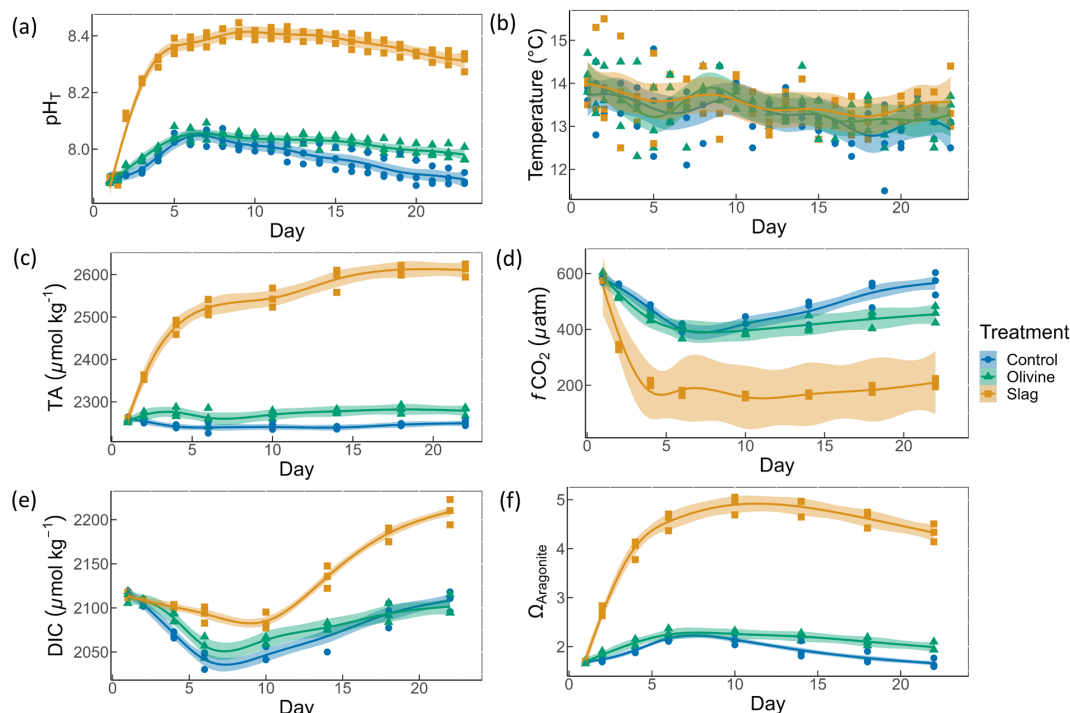 (a)
pH_T
8.4
8.2
8.0
0 5 10 15 20
Day
(b)
Temperature (°C)
15
14
13
12
0 5 10 15 20
Day
(c)
TA (µmol kg⁻¹)
2600
2500
2400
2300
0 5 10 15 20
Day
(d)
f CO₂ (µatm)
600
400
200
0 5 10 15 20
Day
Treatment
Control
Olivine
Slag
(e)
DIC (µmol kg⁻¹)
2200
2150
2100
2050
0 5 10 15 20
Day
(f)
Ω_Aragonite
5
4
3
2
0 5 10 15 20
Day